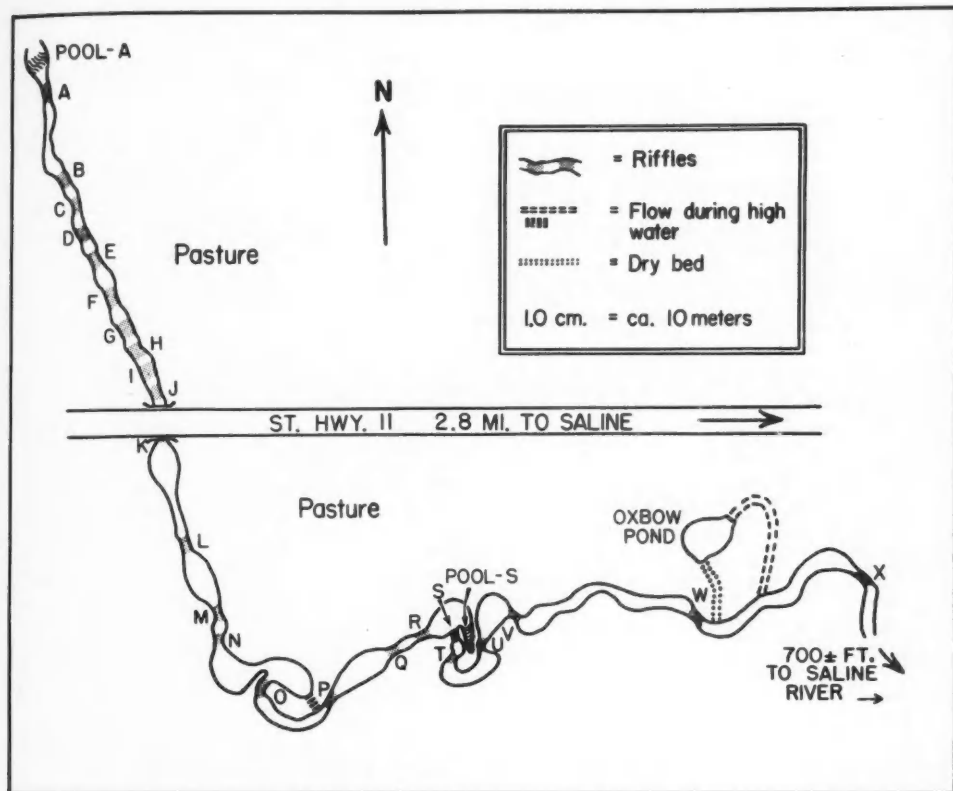 POOL-A
A
N
B
C
D
E
Pasture
F
G
H
I
J
= Riffles
= Flow during high
water
= Dry bed
1.0 cm. = ca. 10 meters
ST. HWY. 11 2.8 MI. TO SALINE
K
Pasture
L
OXBOW
POND
POOL-S
S
M
N
R
T
U
V
W
X
Q
O
P
700± FT.
TO SALINE
RIVER